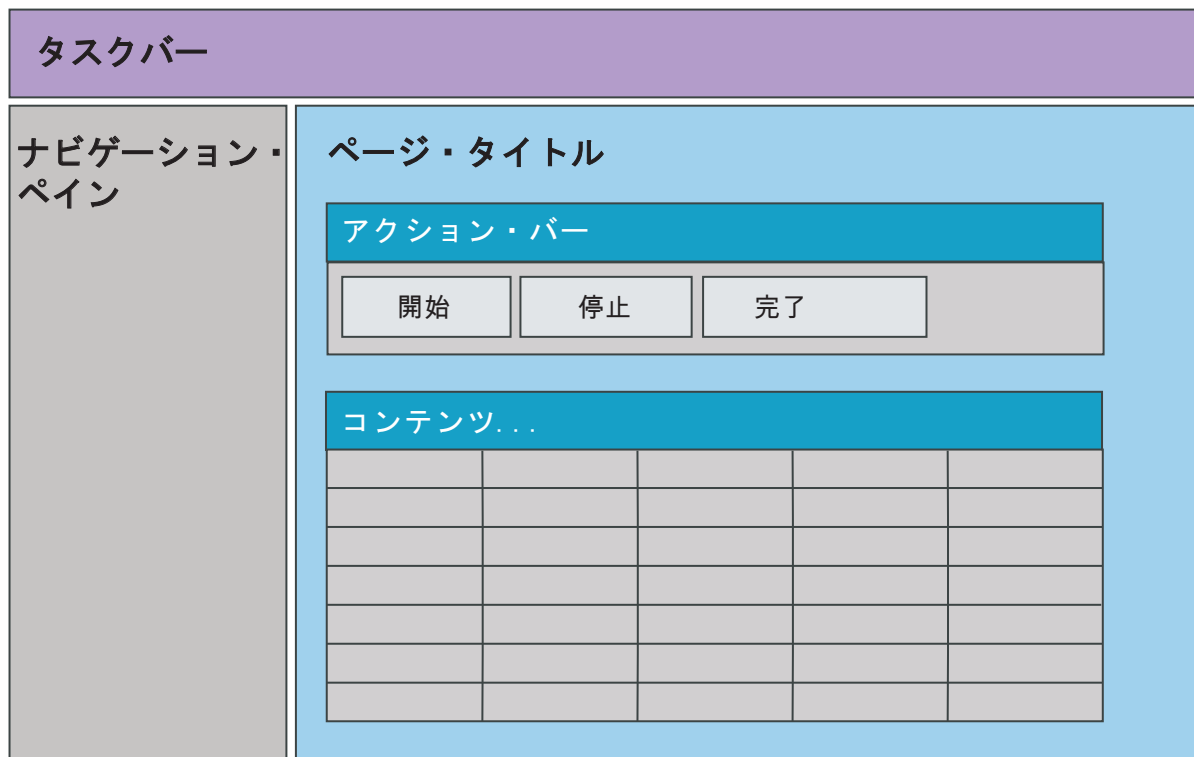 タスクバー
ナビゲーション・
ペイン
ページ・タイトル
アクション・バー
開始
停止
完了
コンテンツ...